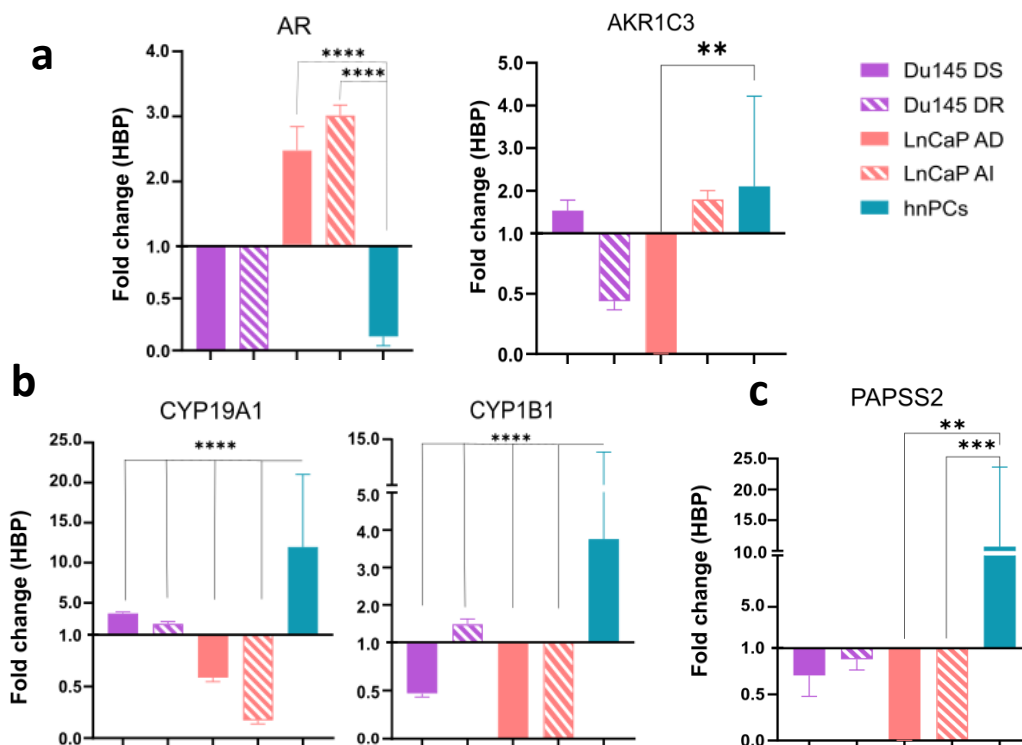 a
AR
****
****
Fold change (HBP)
4.0
3.0
2.0
1.0
0.5
0.0
AKR1C3
**
Fold change (HBP)
5.0
4.0
3.0
2.0
1.0
0.5
0.0
Du145 DS
Du145 DR
LnCaP AD
LnCaP AI
hnPCs
b
CYP19A1
****
Fold change (HBP)
25.0
20.0
15.0
10.0
5.0
1.0
0.5
0.0
CYP1B1
****
15.0
5.0
4.0
3.0
2.0
1.0
0.5
0.0
c
PAPSS2
**
***
Fold change (HBP)
25.0
20.0
15.0
10.0
5.0
1.0
0.5
0.0